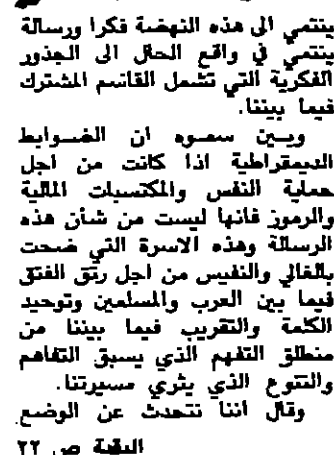 ينتمي الى هذه النهضة فكرا ورسالة
ينتمي في واقع الحال الى الجذور
الفكرية التي تشمل القاسم المشترك
فيما بيننا.
وبين سموه ان الضوابط
الديمقراطية اذا كانت من اجل
حماية النفس والمكتسبات المالية
والرموز فانها ليست من شأن هذه
الرسالة وهذه الاسرة التي ضحت
بالغالي والنفيس من اجل رتق الفتق
فيما بين العرب والمسلمين وتوحيد
الكلمة والتقريب فيما بيننا من
منطلق التفهم الذي يسبق التفاهم
والتنوع الذي يثري مسيرتنا.
وقال اننا نتحدث عن الوضع
البقية ص ٢٢